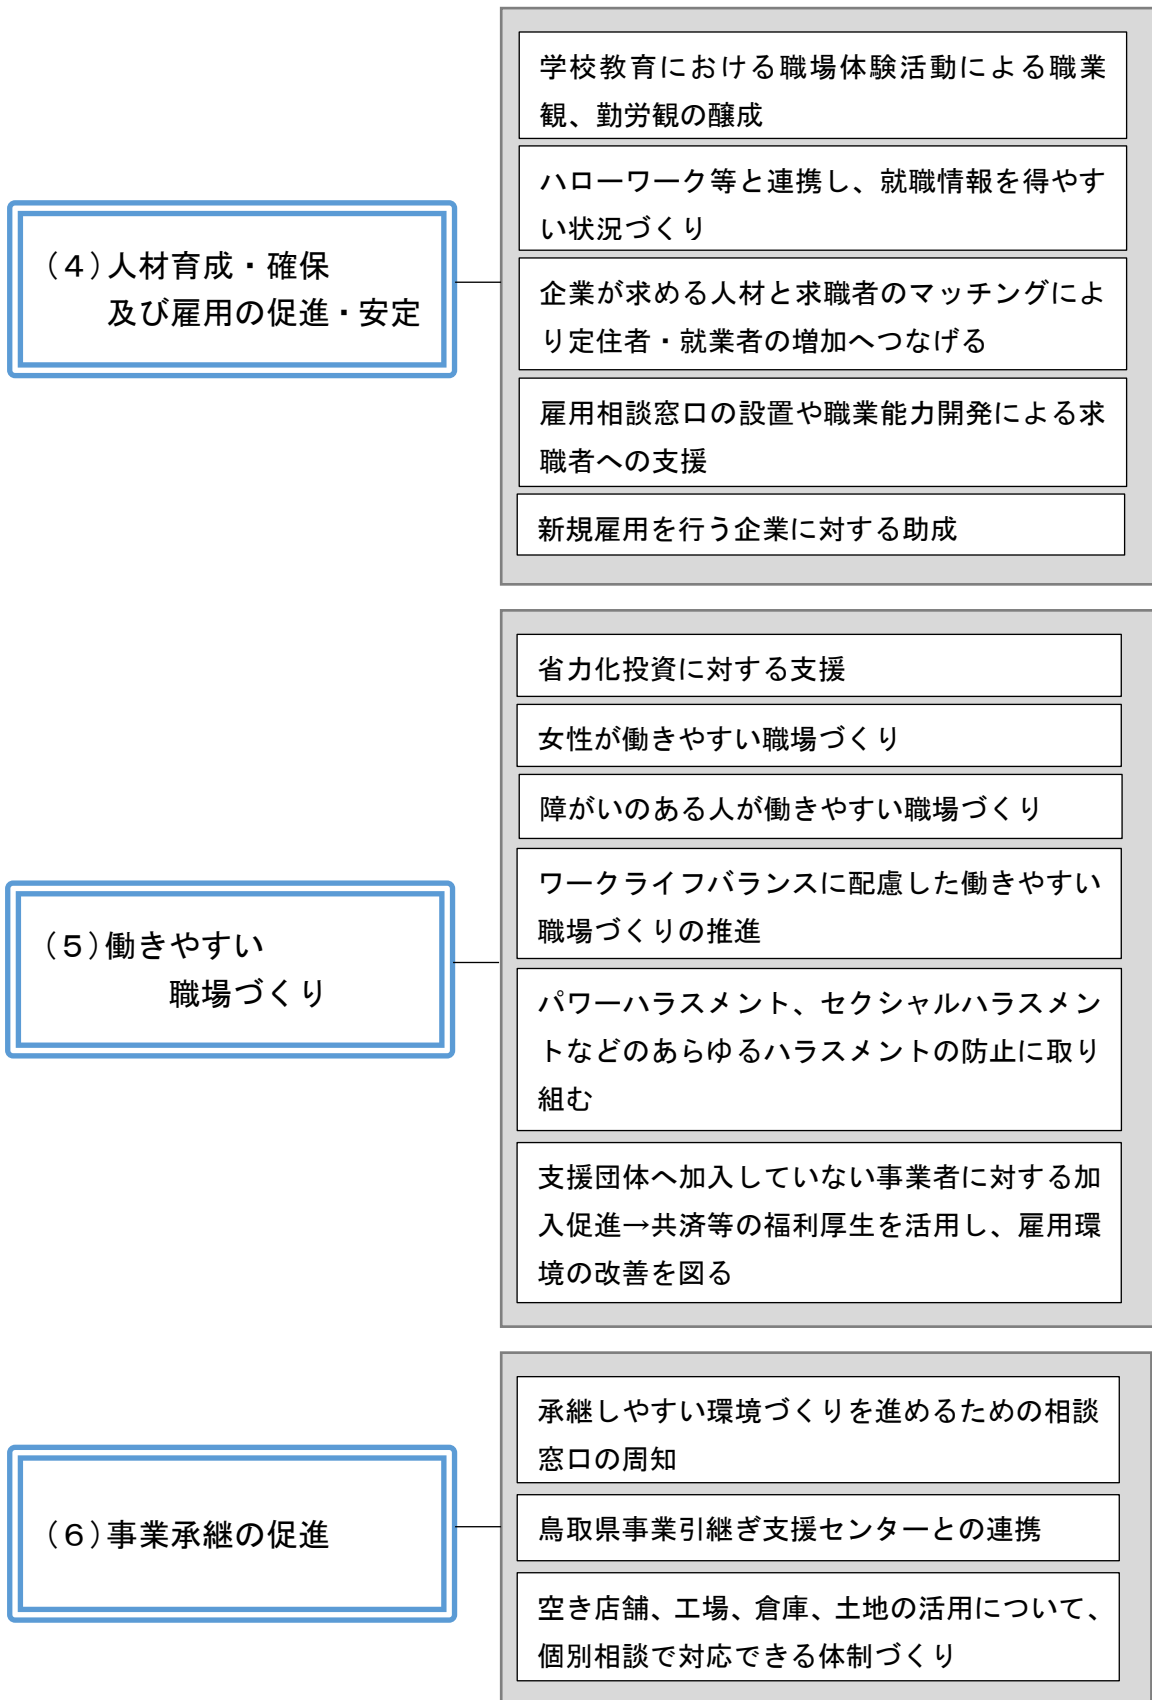 (4)人材育成・確保
及び雇用の促進・安定
学校教育における職場体験活動による職業
観、勤労観の醸成
ハローワーク等と連携し、就職情報を得やす
い状況づくり
企業が求める人材と求職者のマッチングによ
り定住者・就業者の増加へつなげる
雇用相談窓口の設置や職業能力開発による求
職者への支援
新規雇用を行う企業に対する助成
(5)働きやすい
職場づくり
省力化投資に対する支援
女性が働きやすい職場づくり
障がいのある人が働きやすい職場づくり
ワークライフバランスに配慮した働きやすい
職場づくりの推進
パワーハラスメント、セクシャルハラスメン
トなどのあらゆるハラスメントの防止に取り
組む
支援団体へ加入していない事業者に対する加
入促進→共済等の福利厚生を活用し、雇用環
境の改善を図る
(6)事業承継の促進
承継しやすい環境づくりを進めるための相談
窓口の周知
鳥取県事業引継ぎ支援センターとの連携
空き店舗、工場、倉庫、土地の活用について、
個別相談で対応できる体制づくり